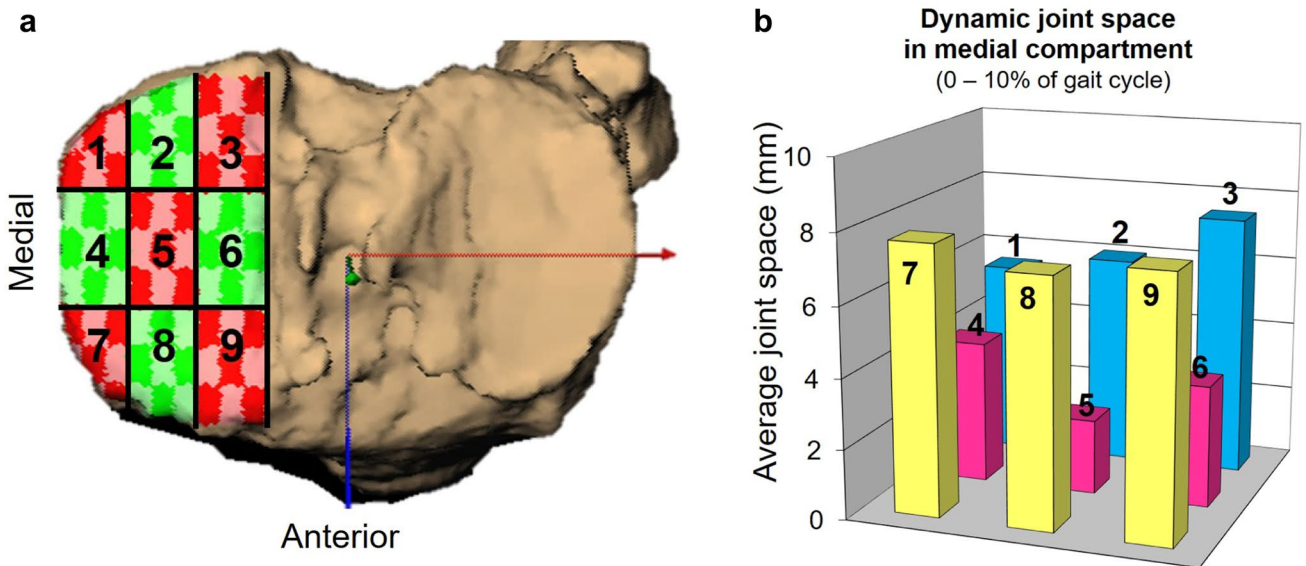 a
1 2 3
4 5 6
7 8 9
Medial
Anterior
b
Dynamic joint space
in medial compartment
(0 – 10% of gait cycle)
Average joint space (mm)
10
8
6
4
2
0
1
2
3
4
5
6
7
8
9